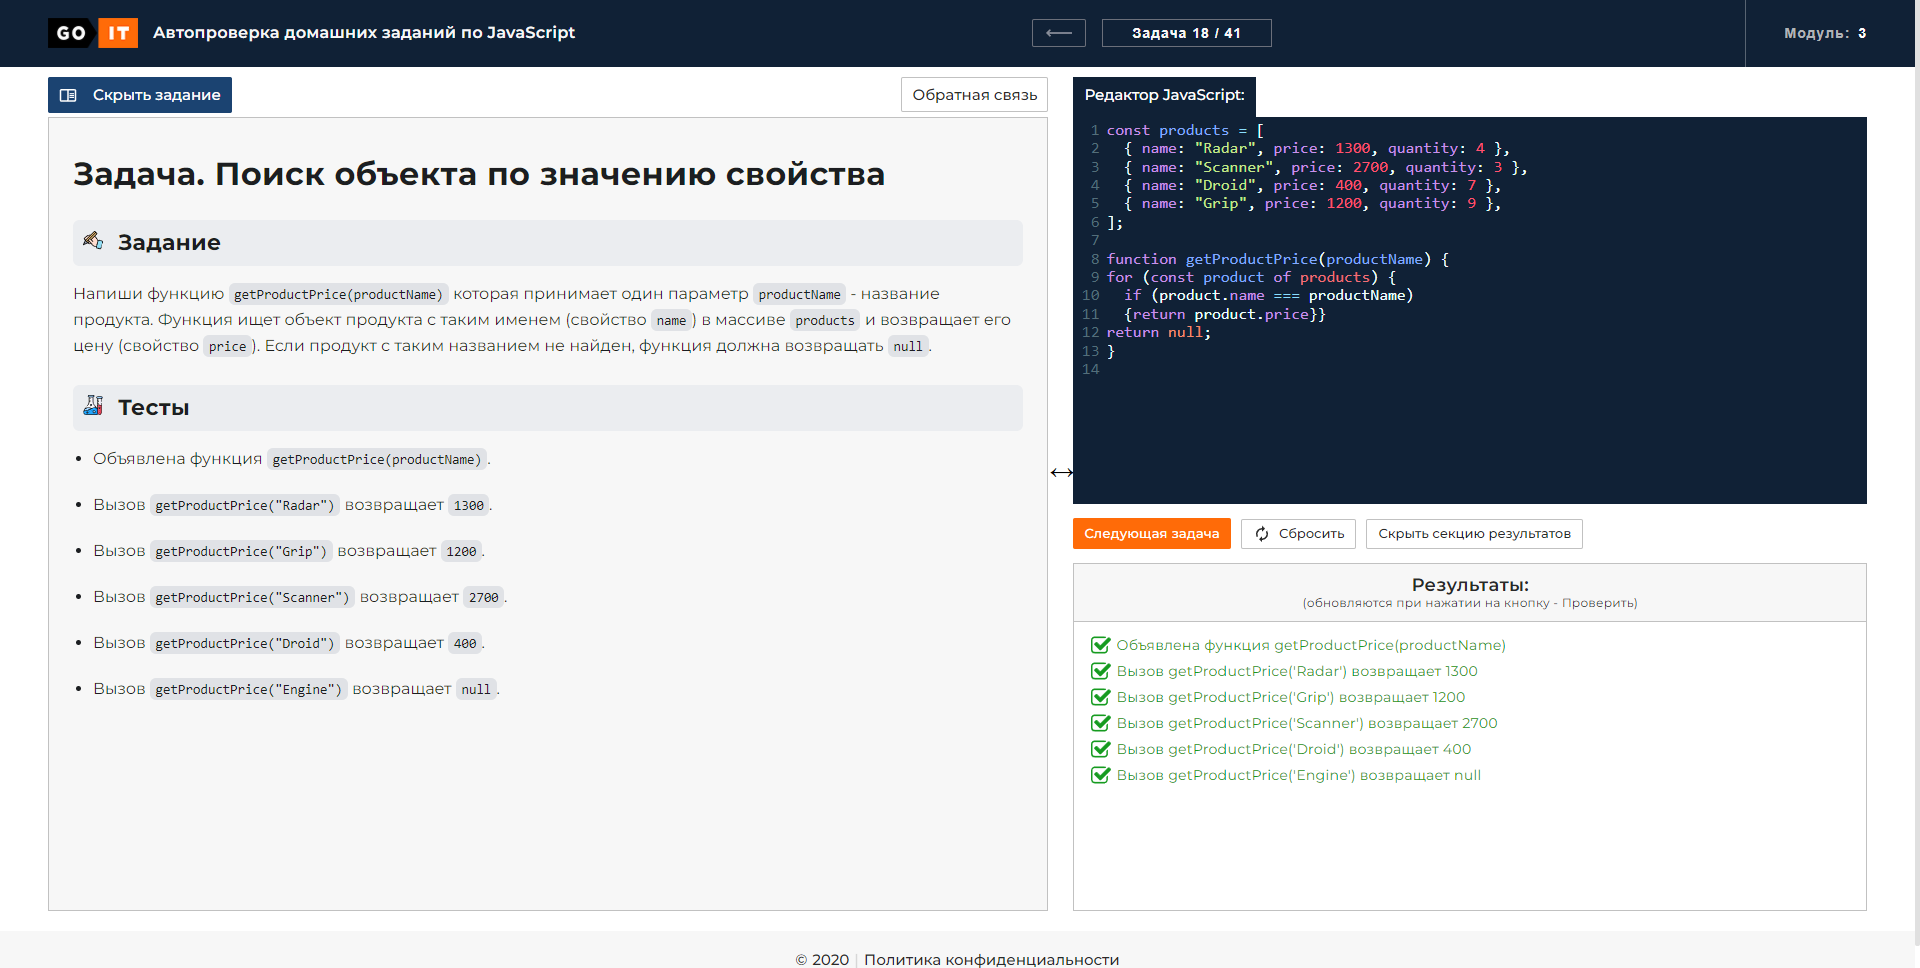 GO IT Автопроверка домашних заданий по JavaScript
Задача 18 / 41
Модуль: 3
Скрыть задание
Обратная связь
Задача. Поиск объекта по значению свойства
Задание
Напиши функцию getProductPrice(productName) которая принимает один параметр productName - название
продукта. Функция ищет объект продукта с таким именем (свойство name ) в массиве products и возвращает его
цену (свойство price ). Если продукт с таким названием не найден, функция должна возвращать null .
Тесты
Объявлена функция getProductPrice(productName) .
Вызов getProductPrice("Radar") возвращает 1300 .
Вызов getProductPrice("Grip") возвращает 1200 .
Вызов getProductPrice("Scanner") возвращает 2700 .
Вызов getProductPrice("Droid") возвращает 400 .
Вызов getProductPrice("Engine") возвращает null .
Редактор JavaScript:
1 const products = [
2 { name: "Radar", price: 1300, quantity: 4 },
3 { name: "Scanner", price: 2700, quantity: 3 },
4 { name: "Droid", price: 400, quantity: 7 },
5 { name: "Grip", price: 1200, quantity: 9 },
6 ];
7
8 function getProductPrice(productName) {
9 for (const product of products) {
10 if (product.name === productName)
11 {return product.price}}
12 return null;
13 }
14
Следующая задача
Сбросить
Скрыть секцию результатов
Результаты:
(обновляются при нажатии на кнопку - Проверить)
Объявлена функция getProductPrice(productName)
Вызов getProductPrice('Radar') возвращает 1300
Вызов getProductPrice('Grip') возвращает 1200
Вызов getProductPrice('Scanner') возвращает 2700
Вызов getProductPrice('Droid') возвращает 400
Вызов getProductPrice('Engine') возвращает null
© 2020 | Политика конфиденциальности